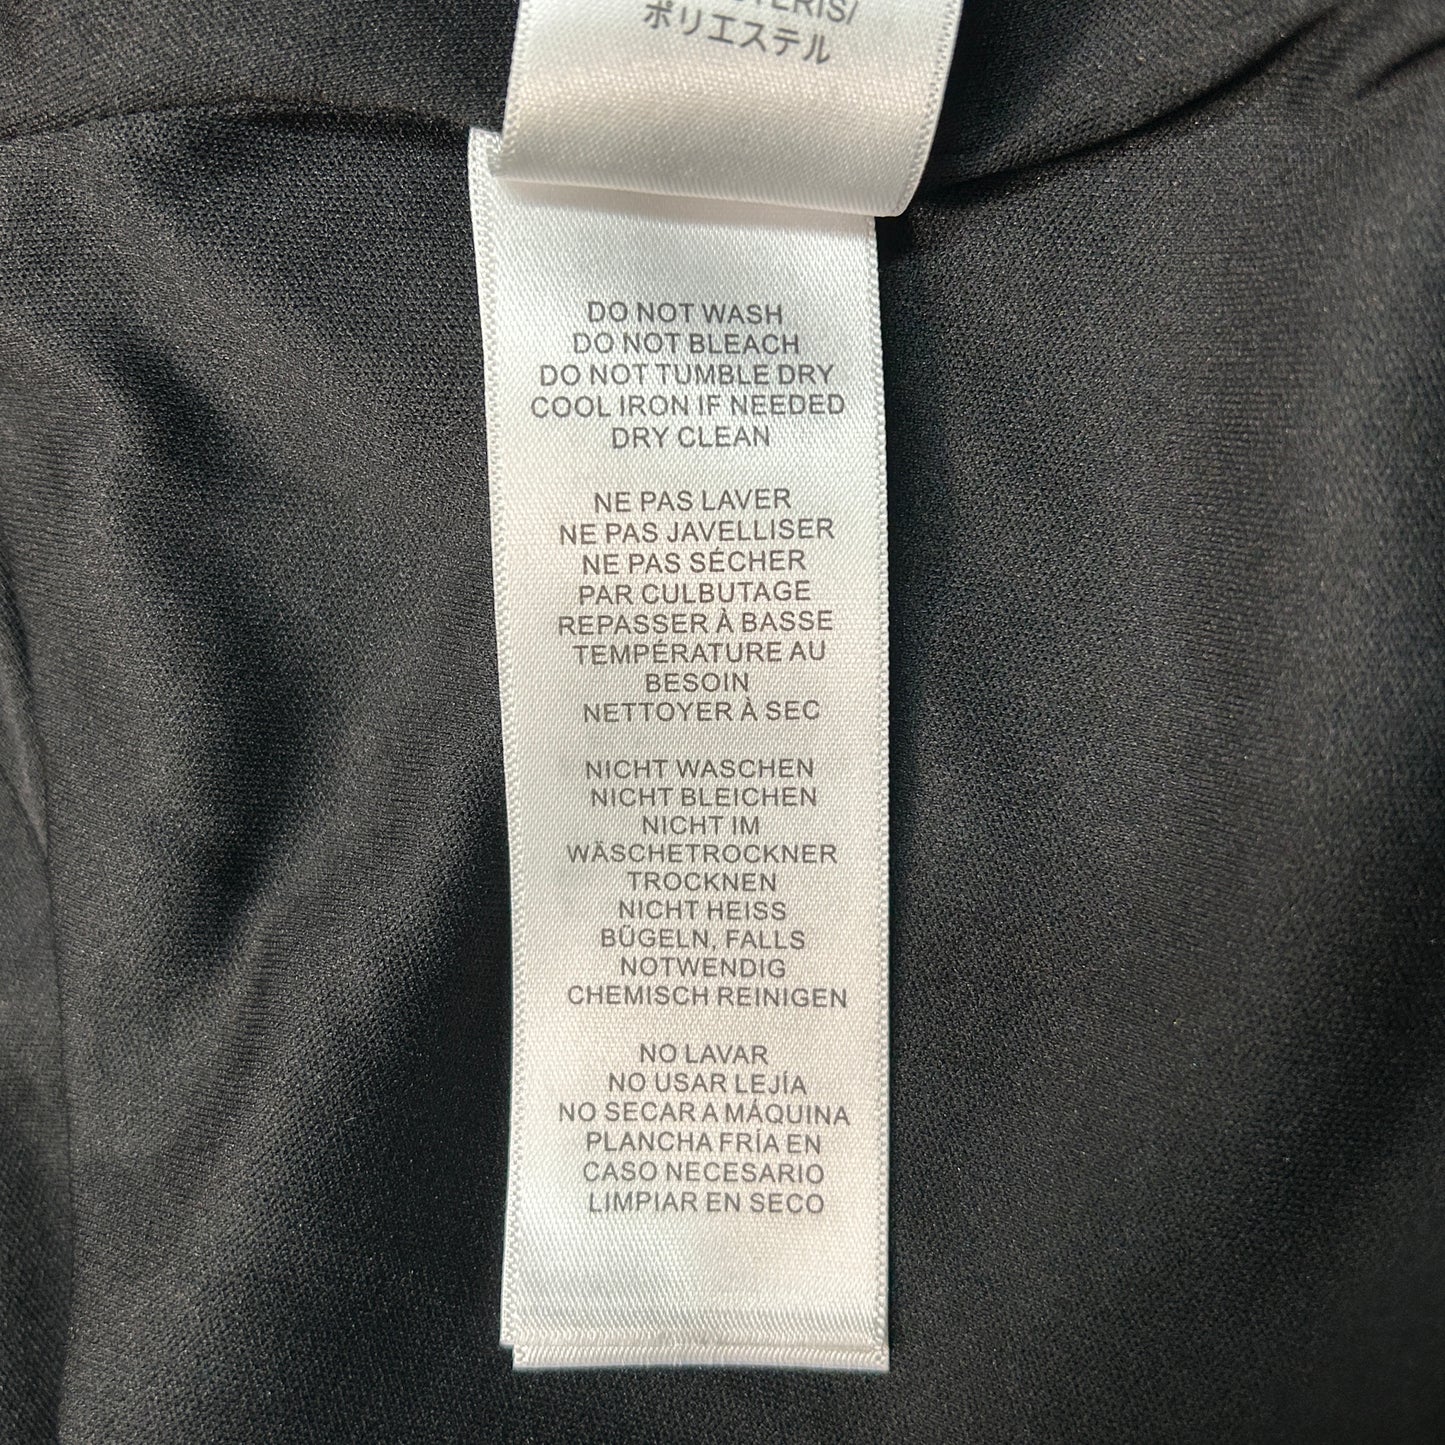 ポリエステル
DO NOT WASH
DO NOT BLEACH
DO NOT TUMBLE DRY
COOL IRON IF NEEDED
DRY CLEAN
NE PAS LAVER
NE PAS JAVELLISER
NE PAS SÉCHER
PAR CULBUTAGE
REPASSER À BASSE
TEMPÉRATURE AU
BESOIN
NETTOYER À SEC
NICHT WASCHEN
NICHT BLEICHEN
NICHT IM
WÄSCHETROCKNER
TROCKNEN
NICHT HEISS
BÜGELN, FALLS
NOTWENDIG
CHEMISCH REINIGEN
NO LAVAR
NO USAR LEJÍA
NO SECAR A MÁQUINA
PLANCHA FRÍA EN
CASO NECESARIO
LIMPIAR EN SECO